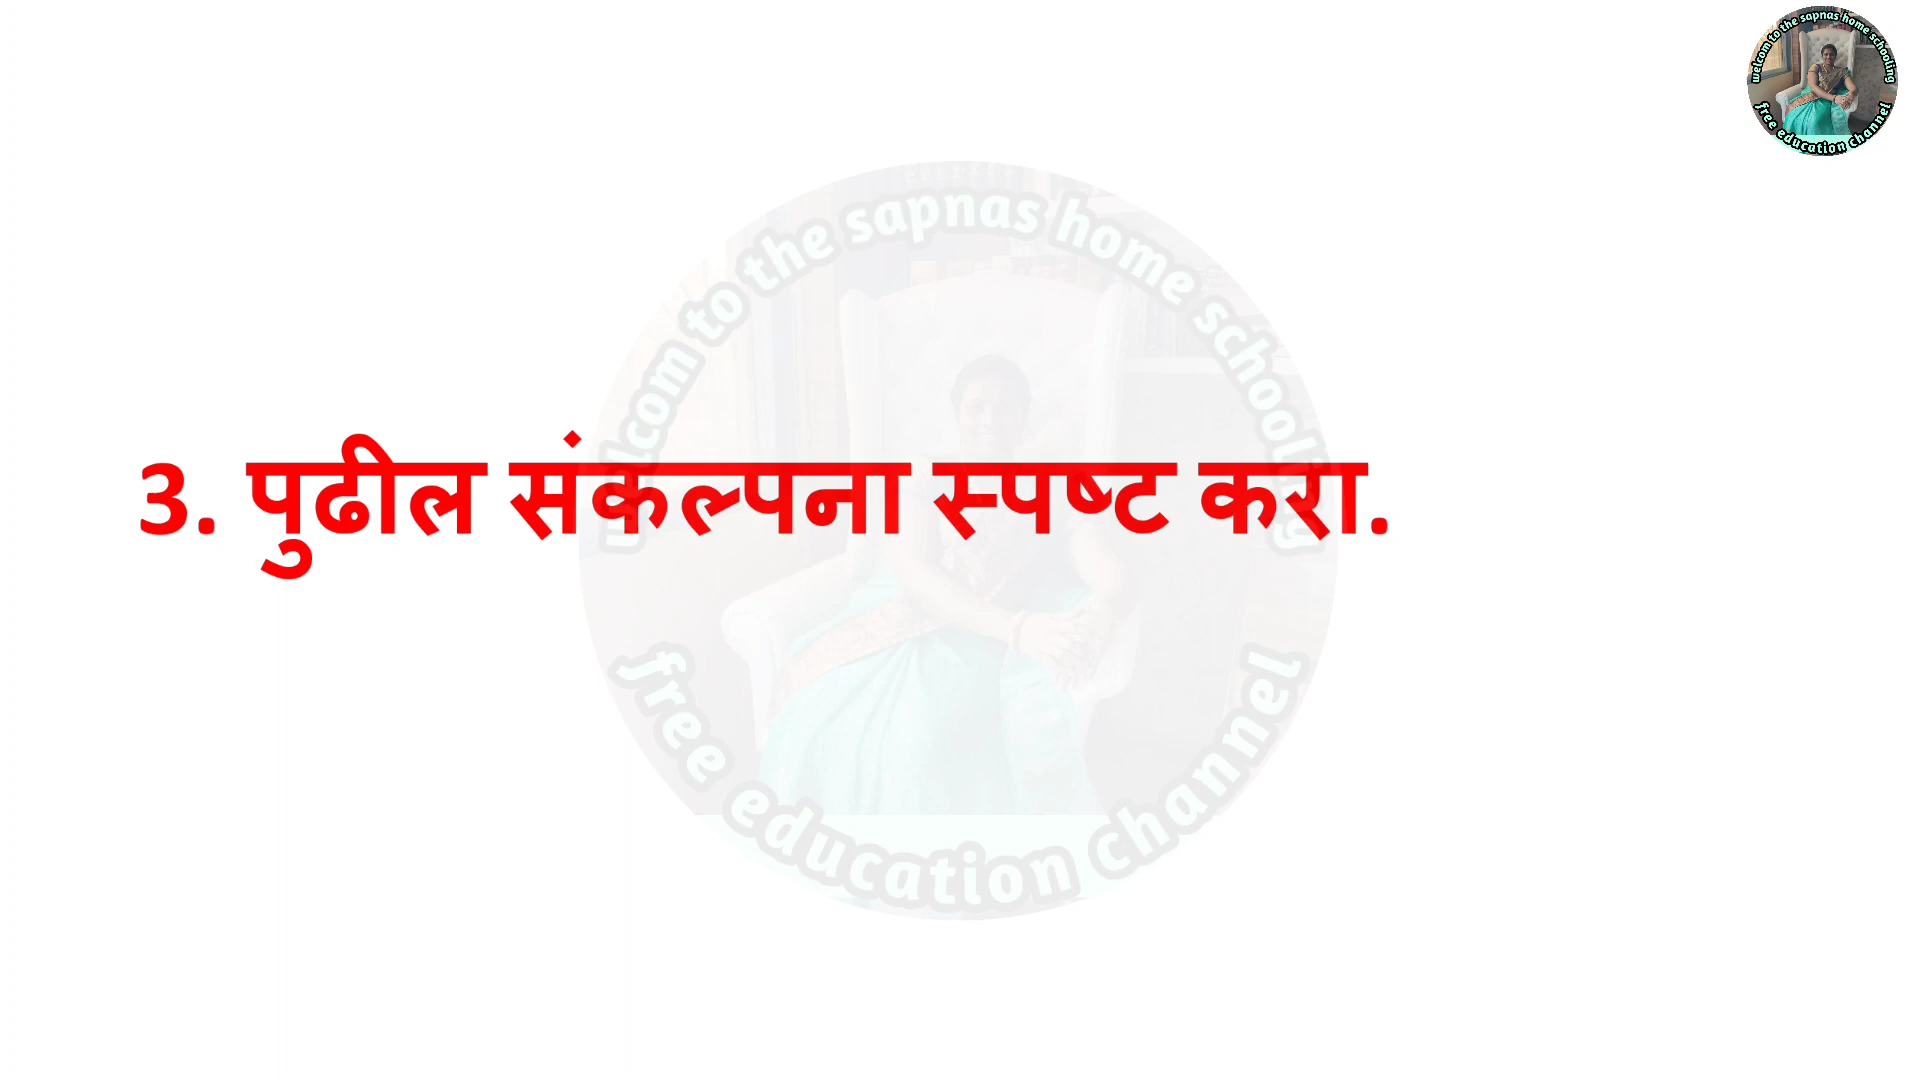 welcom to the sapnas home schooling
free education channel
welcom to the sapnas home schooling
3. पुढील संकल्पना स्पष्ट करा.
free education channel